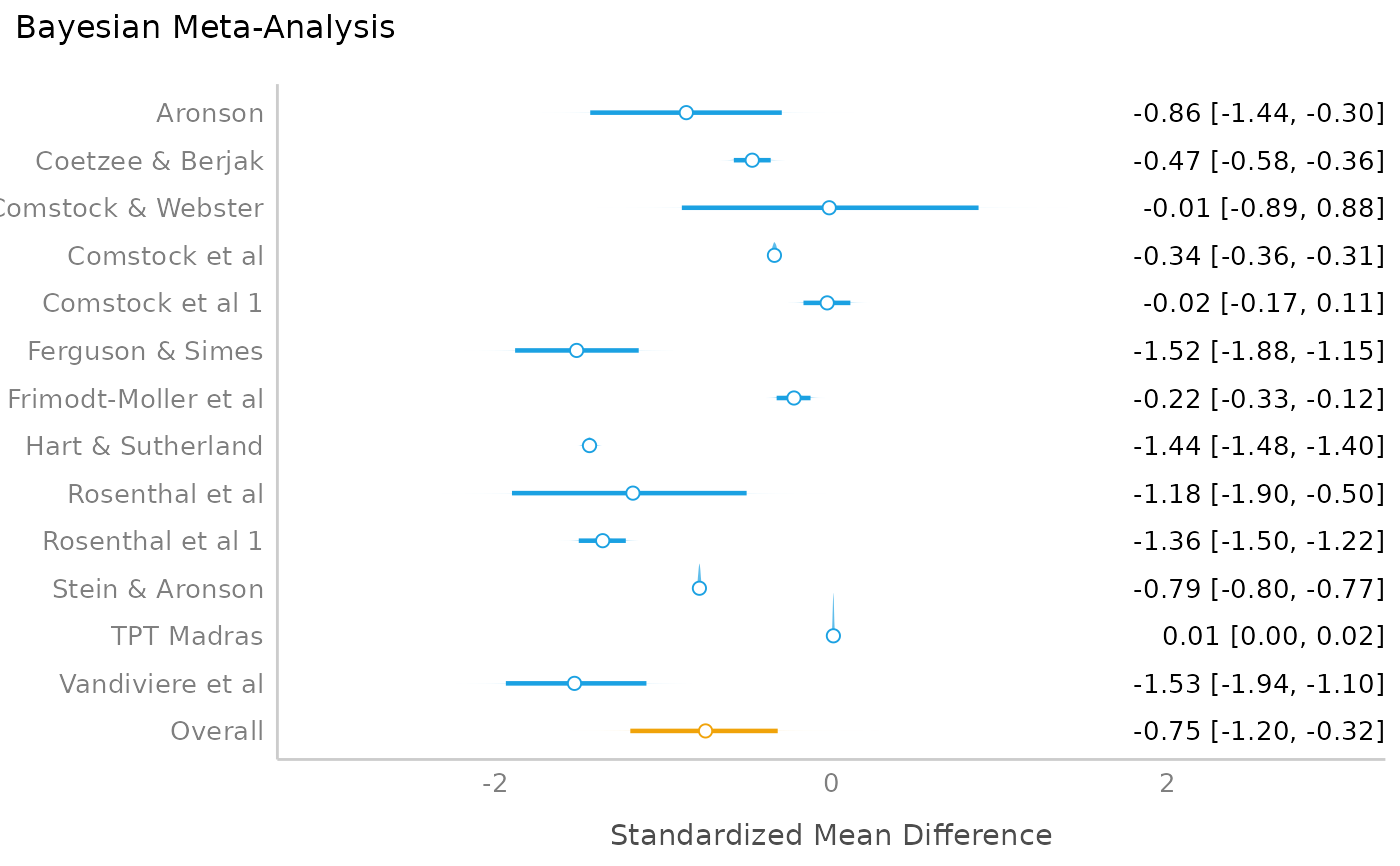 Bayesian Meta-Analysis
Aronson -0.86 [-1.44, -0.30]
Coetzee & Berjak -0.47 [-0.58, -0.36]
Comstock & Webster -0.01 [-0.89, 0.88]
Comstock et al -0.34 [-0.36, -0.31]
Comstock et al 1 -0.02 [-0.17, 0.11]
Ferguson & Simes -1.52 [-1.88, -1.15]
Frimodt-Moller et al -0.22 [-0.33, -0.12]
Hart & Sutherland -1.44 [-1.48, -1.40]
Rosenthal et al -1.18 [-1.90, -0.50]
Rosenthal et al 1 -1.36 [-1.50, -1.22]
Stein & Aronson -0.79 [-0.80, -0.77]
TPT Madras 0.01 [0.00, 0.02]
Vandiviere et al -1.53 [-1.94, -1.10]
Overall -0.75 [-1.20, -0.32]
-2 0 2
Standardized Mean Difference